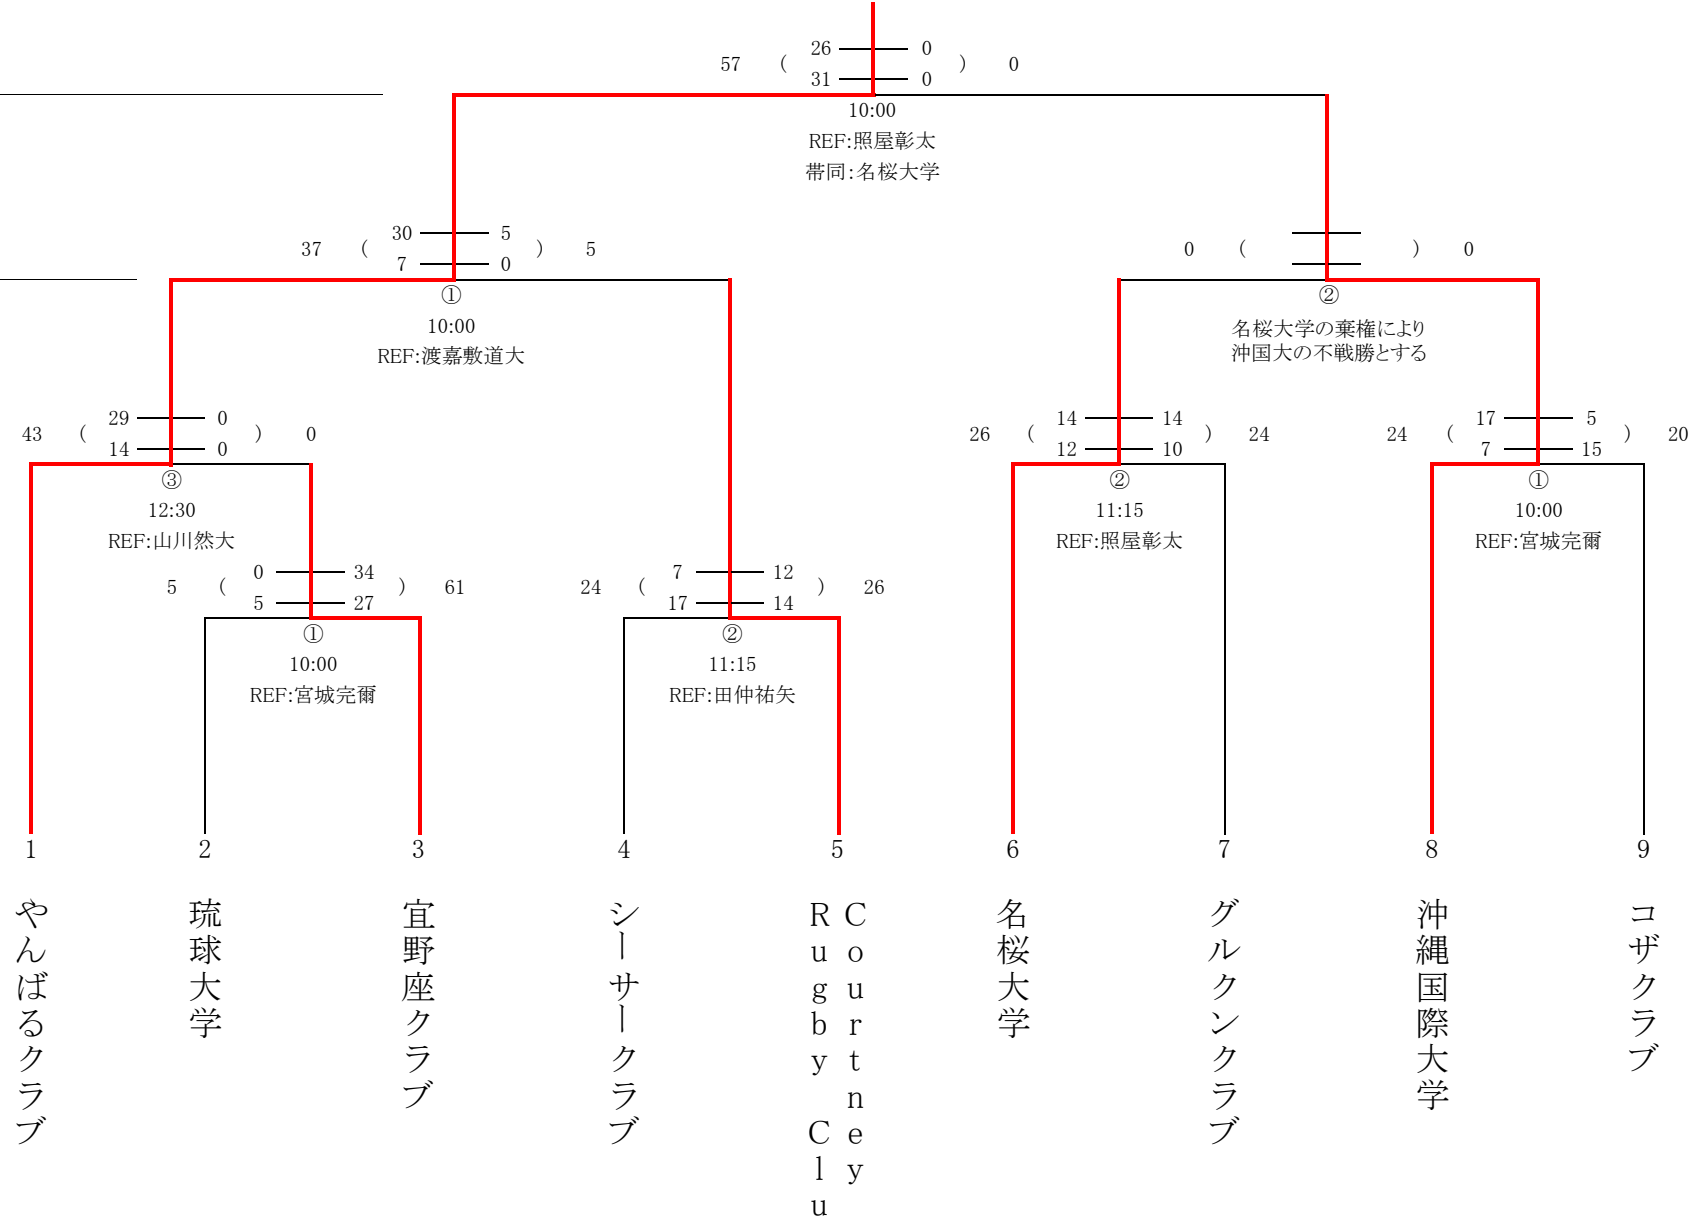 26 0
57 ( ) 0
31 0
10:00
REF:照屋彰太
帯同:名桜大学
30 5
37 ( ) 5
7 0
①
10:00
REF:渡嘉敷道大
0 ( ) 0
②
名桜大学の棄権により
沖国大の不戦勝とする
29 0
43 ( ) 0
14 0
③
12:30
REF:山川然大
14 14
26 ( ) 24
12 10
②
11:15
REF:照屋彰太
17 5
24 ( ) 20
7 15
①
10:00
REF:宮城完爾
0 34
5 ( ) 61
5 27
①
10:00
REF:宮城完爾
7 12
24 ( ) 26
17 14
②
11:15
REF:田仲祐矢
1
やんばるクラブ
2
琉球大学
3
宜野座クラブ
4
シーサークラブ
5
Courtney
Rugby Clu
6
名桜大学
7
グルクンクラブ
8
沖縄国際大学
9
コザクラブ